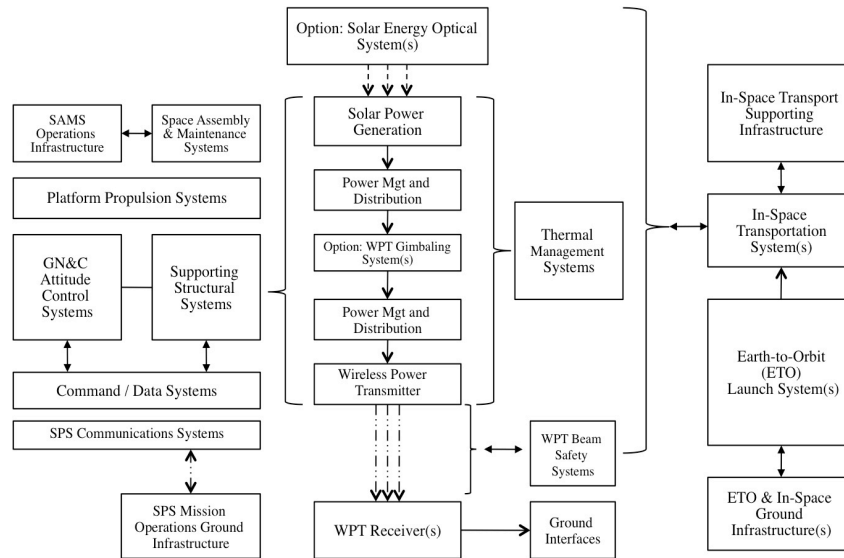 Option: Solar Energy Optical
System(s)
Solar Power
Generation
Power Mgt and
Distribution
Option: WPT Gimbaling
System(s)
Power Mgt and
Distribution
Wireless Power
Transmitter
WPT Receiver(s)
SAMS
Operations
Infrastructure
Space Assembly
& Maintenance
Systems
Platform Propulsion Systems
GN&C
Attitude
Control
Systems
Supporting
Structural
Systems
Command / Data Systems
SPS Communications Systems
SPS Mission
Operations Ground
Infrastructure
Thermal
Management
Systems
WPT Beam
Safety
Systems
Ground
Interfaces
In-Space Transport
Supporting
Infrastructure
In-Space
Transportation
System(s)
Earth-to-Orbit
(ETO)
Launch System(s)
ETO & In-Space
Ground
Infrastructure(s)